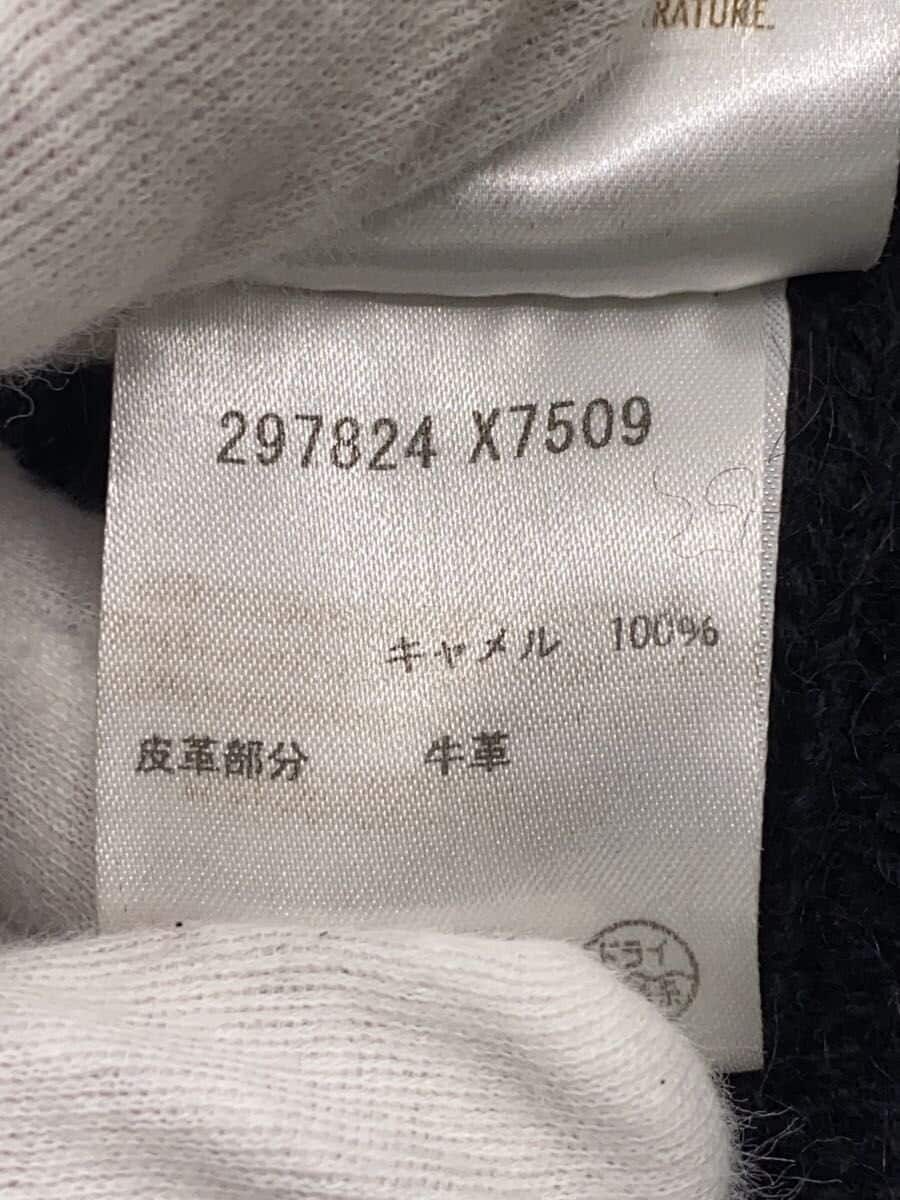 RATURE.
297824 X7509
キャメル 100%
皮革部分 牛革
ドライ